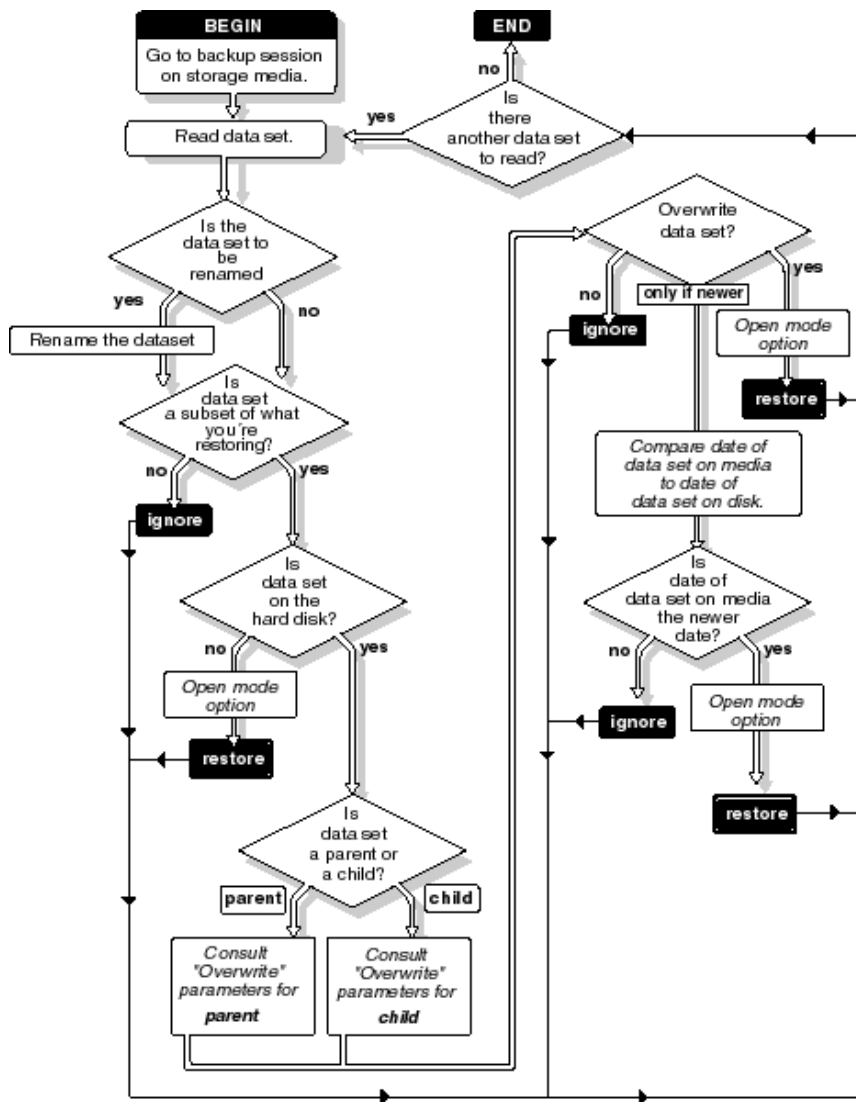 BEGIN
Go to backup session
on storage media.
END
no
Is
there
another data set
to read?
yes
Read data set.
Is the
data set to
be
renamed
yes
no
Rename the dataset
Is
data set
a subset of what
you´re
restoring?
no
yes
ignore
Is
data set
on the
hard disk?
no
yes
Open mode
option
restore
Is
data set
a parent or
a child?
parent
child
Consult
"Overwrite"
parameters for
parent
Consult
"Overwrite"
parameters for
child
Overwrite
data set?
no
only if newer
yes
ignore
Open mode
option
restore
Compare date of
data set on media
to date of
data set on disk.
Is
date of
data set on media
the newer
date?
no
yes
ignore
Open mode
option
restore